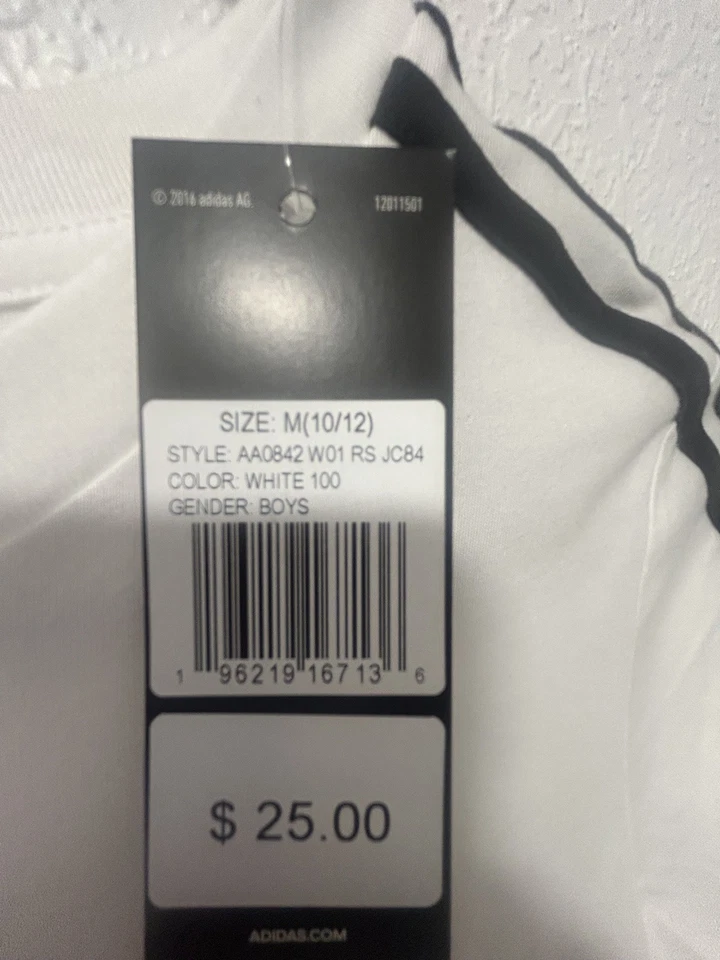 © 2016 adidas AG.
12011501
SIZE: M(10/12)
STYLE: AA0842 W01 RS JC84
COLOR: WHITE 100
GENDER: BOYS
1 96219 16713 6
$ 25.00
ADIDAS.COM